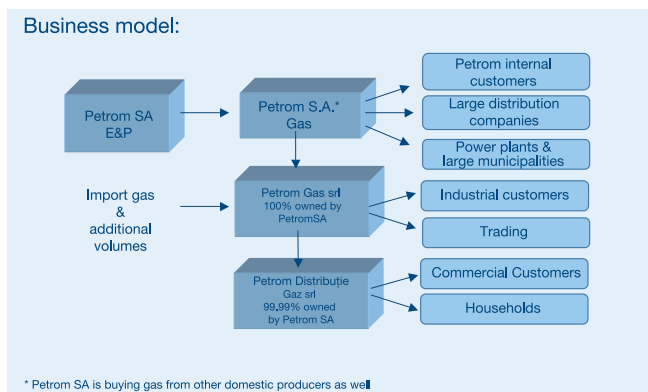 Business model:
Petrom SA
E&P
Petrom S.A.*
Gas
Petrom internal
customers
Large distribution
companies
Power plants &
large municipalities
Import gas
&
additional
volumes
Petrom Gas srl
100% owned by
PetromSA
Industrial customers
Trading
Petrom Distribuție
Gaz srl
99.99% owned
by Petrom SA
Commercial Customers
Households
* Petrom SA is buying gas from other domestic producers as well